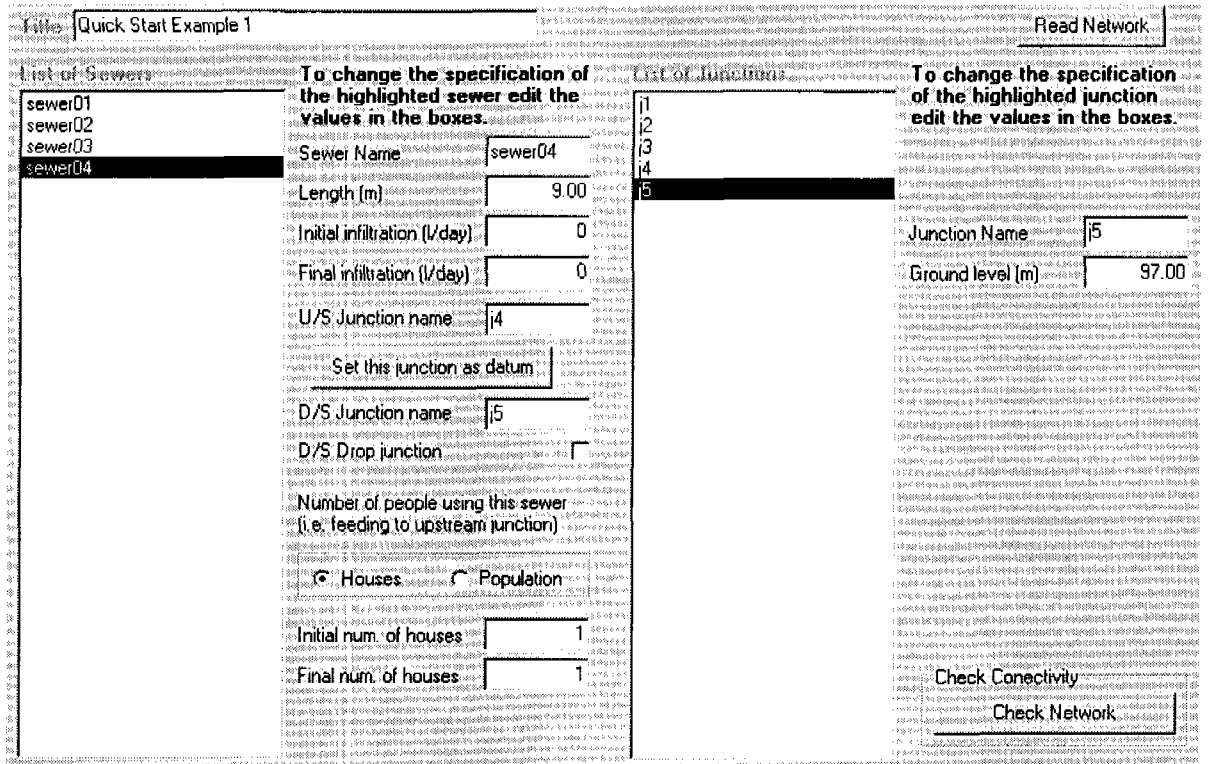 Title Quick Start Example 1
Read Network
List of Sewers
sewer01
sewer02
sewer03
sewer04
To change the specification of
the highlighted sewer edit the
values in the boxes.
Sewer Name sewer04
Length (m) 9.00
Initial infiltration (l/day) 0
Final infiltration (l/day) 0
U/S Junction name j4
Set this junction as datum
D/S Junction name j5
D/S Drop junction
Number of people using this sewer
(i.e. feeding to upstream junction)
Houses Population
Initial num. of houses 1
Final num. of houses 1
List of Junctions
j1
j2
j3
j4
j5
To change the specification
of the highlighted junction
edit the values in the boxes.
Junction Name j5
Ground level (m) 97.00
Check Conectivity
Check Network